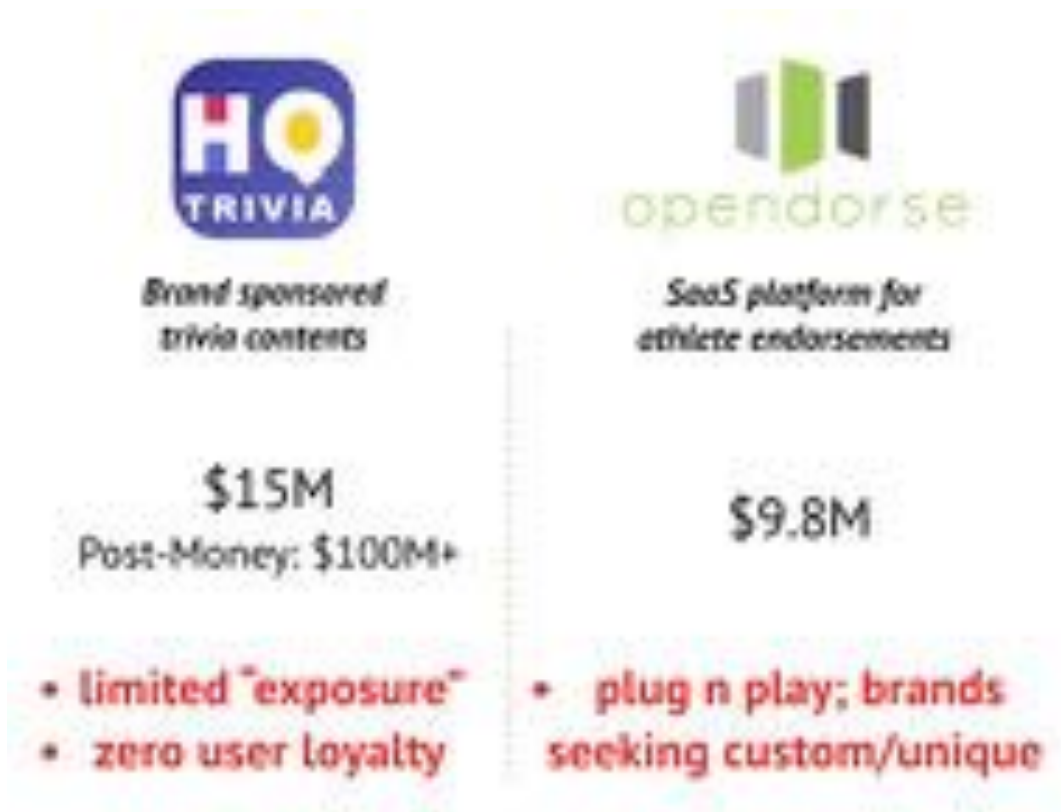 HQ
TRIVIA
Brand sponsored
trivia contents
$15M
Post-Money: $100M+
• limited "exposure"
• zero user loyalty
opendorse
SaaS platform for
athlete endorsements
$9.8M
• plug n play; brands
seeking custom/unique